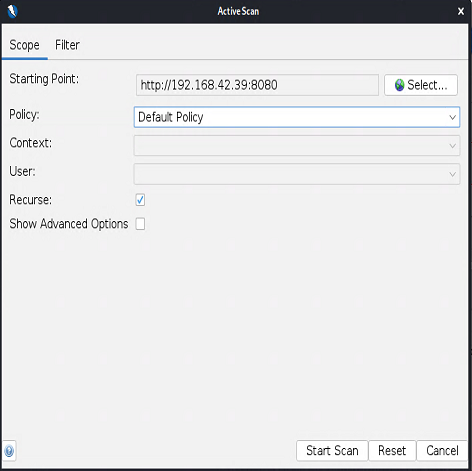 Active Scan
Scope Filter
Starting Point: http://192.168.42.39:8080 Select...
Policy: Default Policy
Context:
User:
Recurse:
Show Advanced Options
Start Scan Reset Cancel